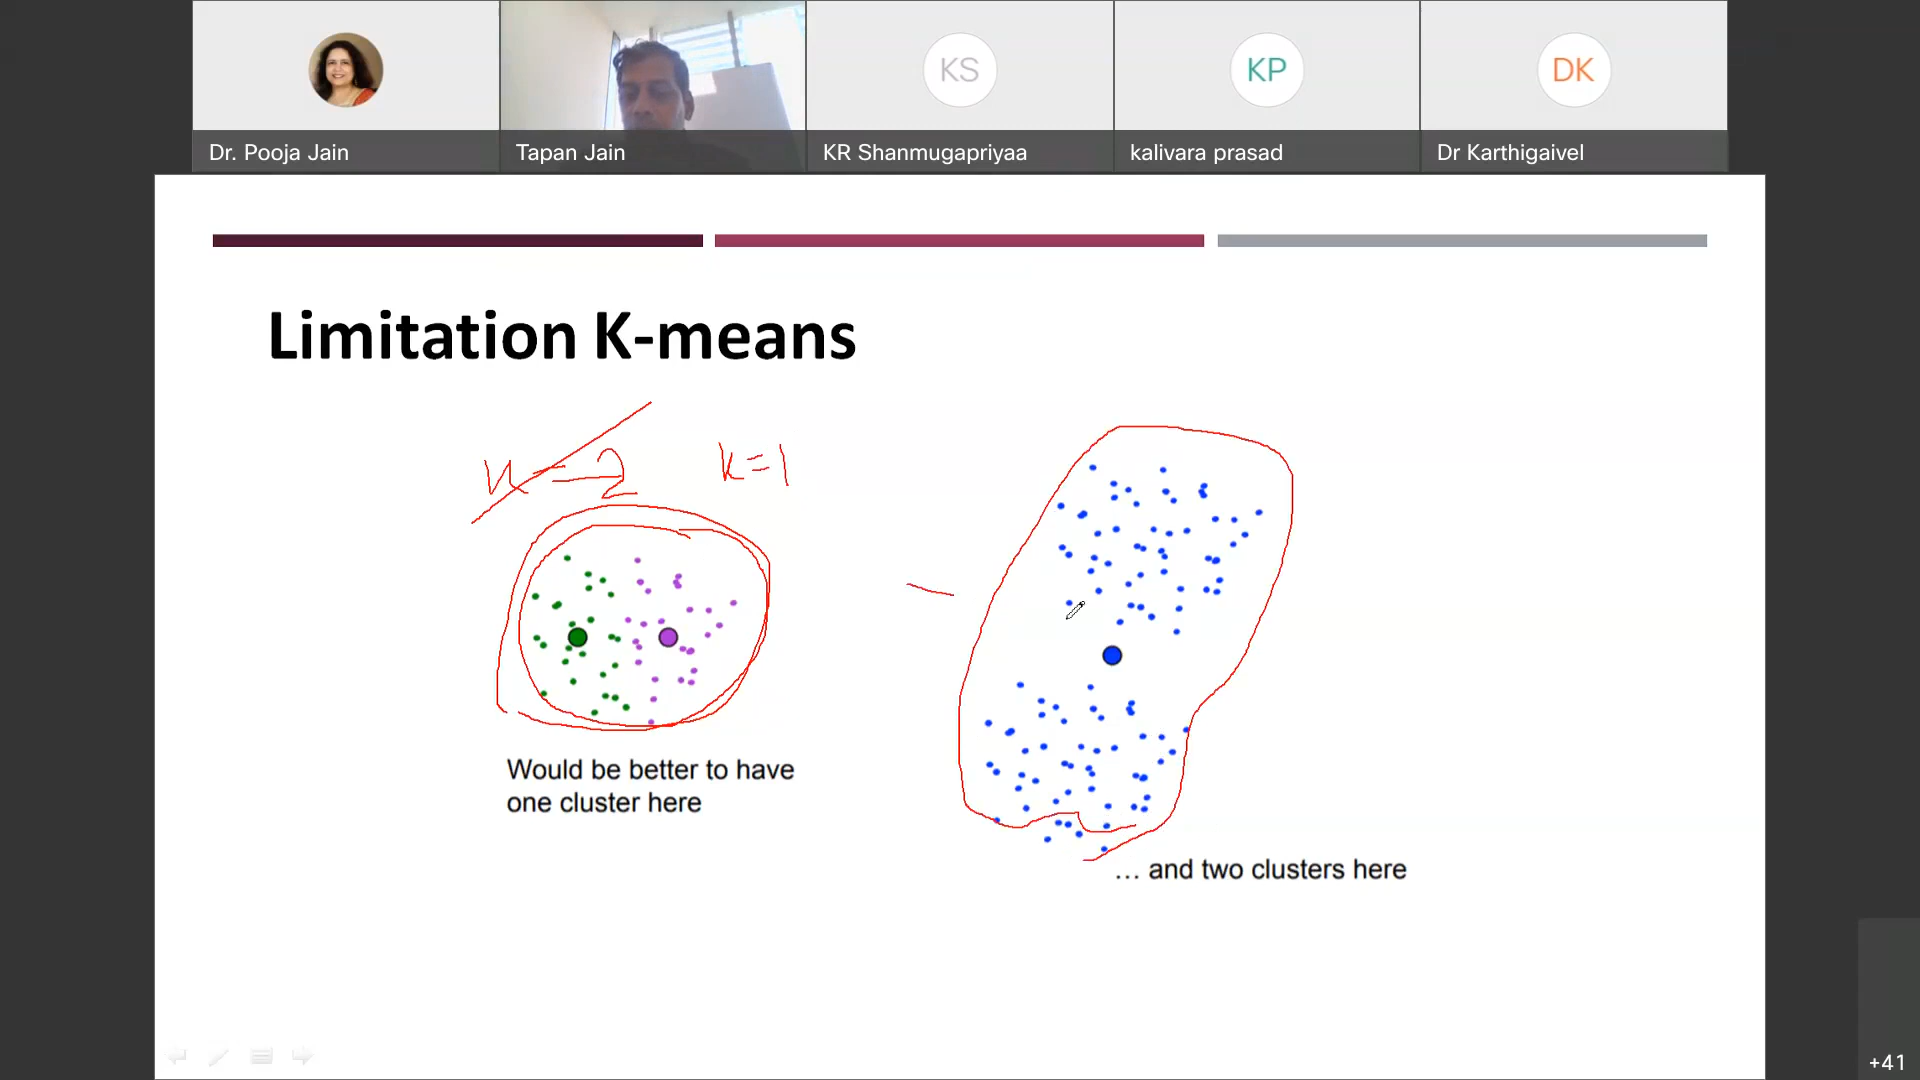 KS
KP
DK
Dr. Pooja Jain
Tapan Jain
KR Shanmugapriyaa
kalivara prasad
Dr Karthigaivel
Limitation K-means
K=2
k=1
Would be better to have
one cluster here
... and two clusters here
+41